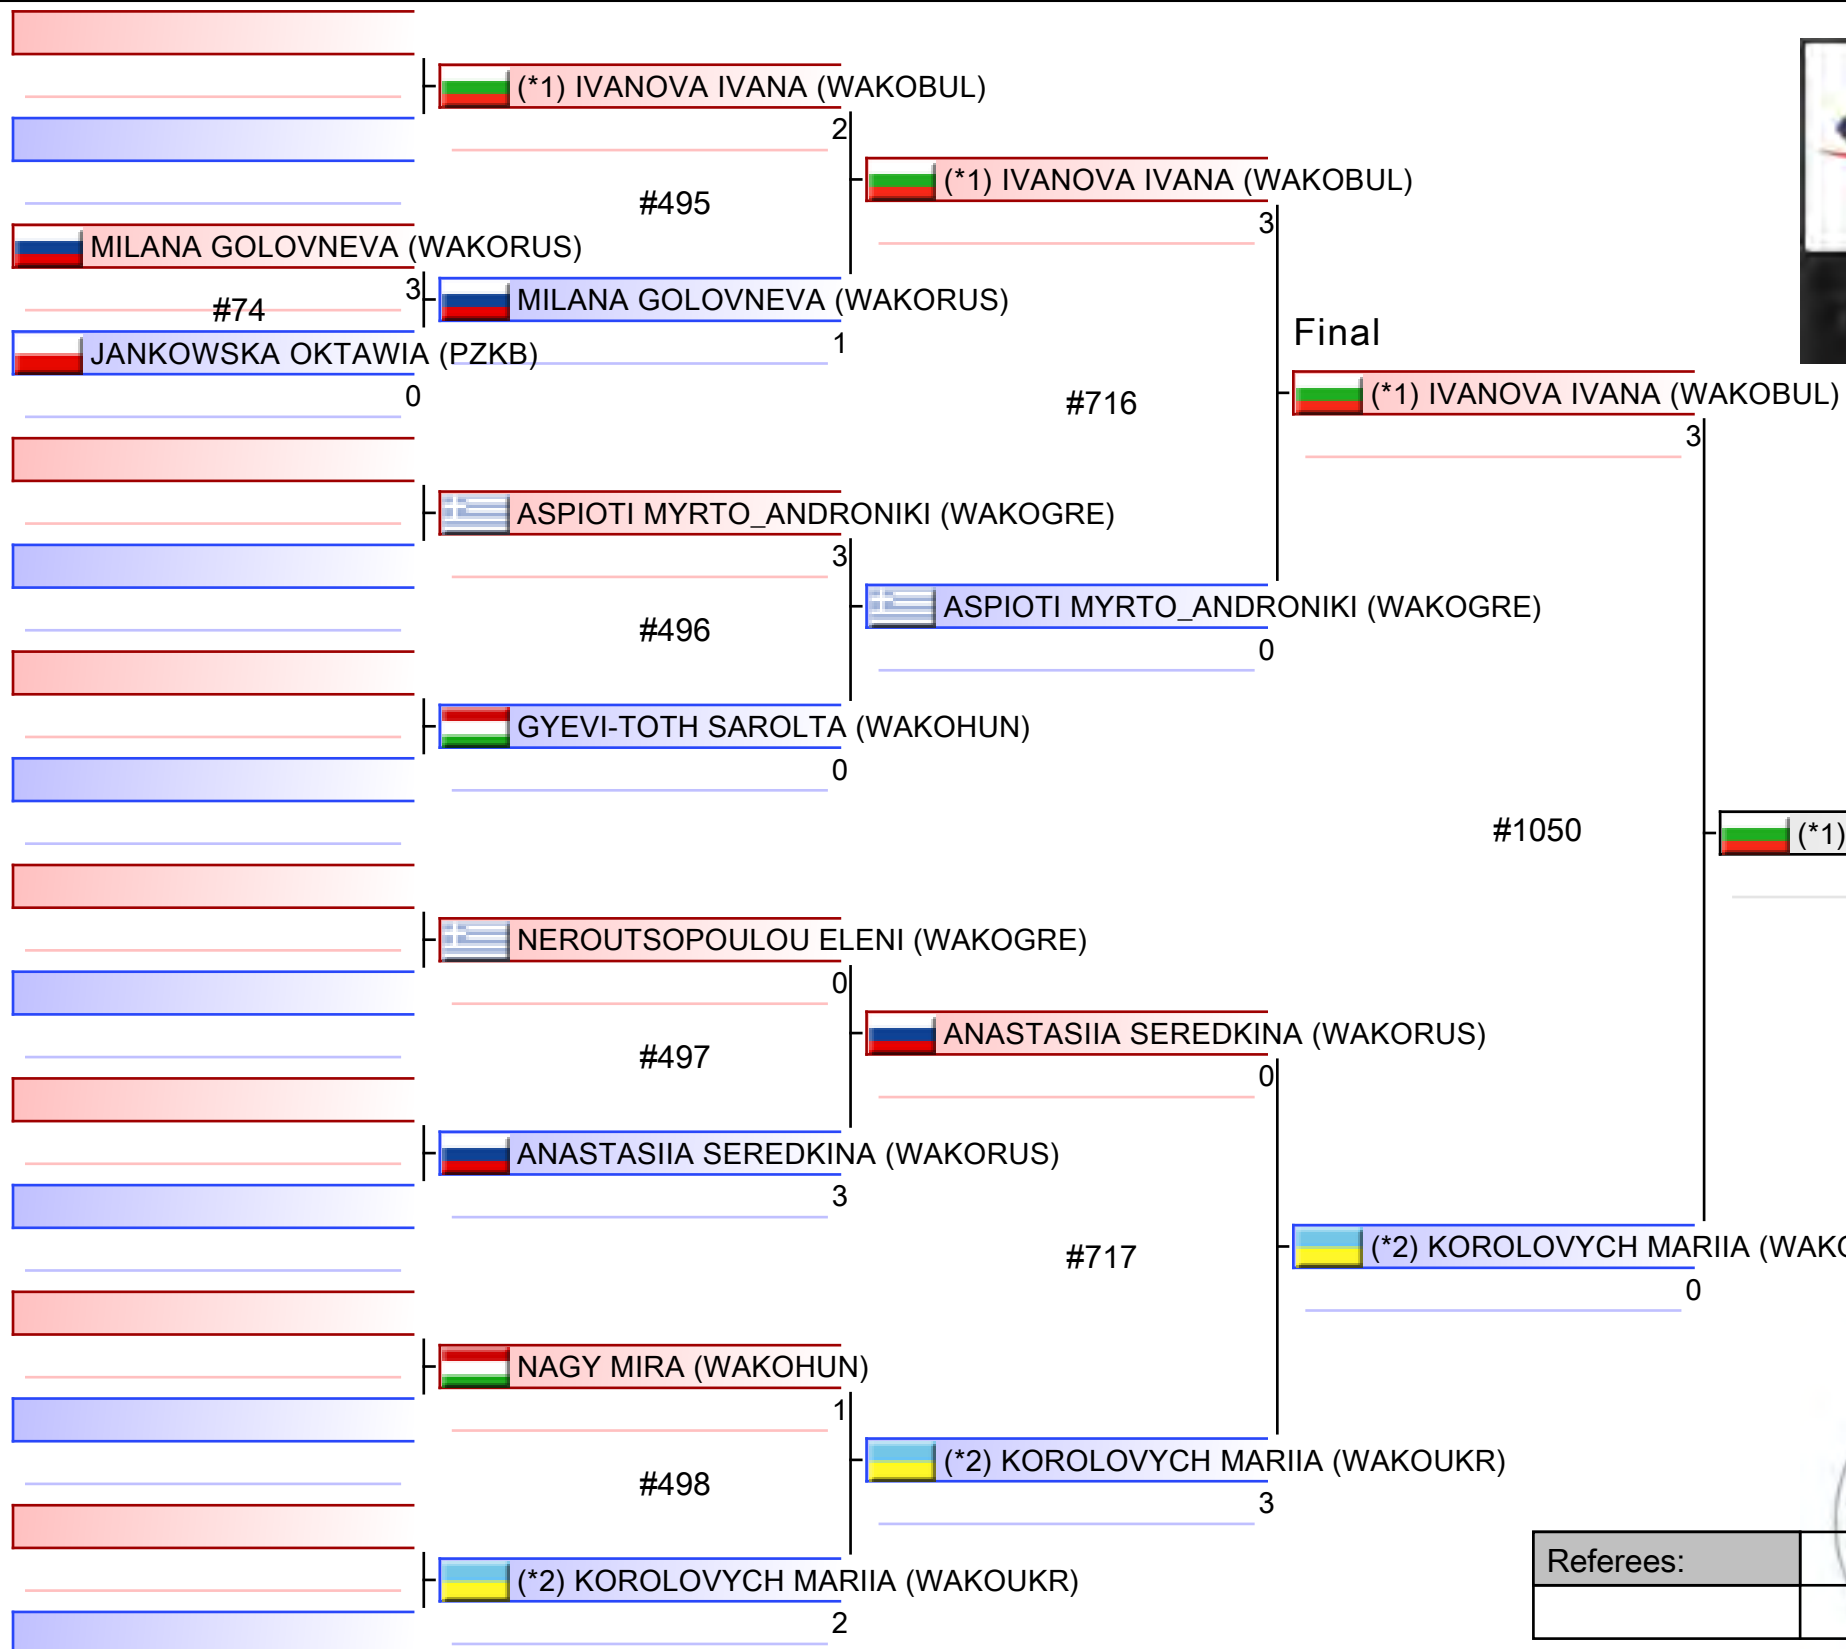 (*1) IVANOVA IVANA (WAKOBUL)
2
(*1) IVANOVA IVANA (WAKOBUL)
3
#495
MILANA GOLOVNEVA (WAKORUS)
3
#74
MILANA GOLOVNEVA (WAKORUS)
1
JANKOWSKA OKTAWIA (PZKB)
0
Final
(*1) IVANOVA IVANA (WAKOBUL)
3
#716
ASPIOTI MYRTO_ANDRONIKI (WAKOGRE)
3
ASPIOTI MYRTO_ANDRONIKI (WAKOGRE)
0
#496
GYEVI-TOTH SAROLTA (WAKOHUN)
0
#1050
(*1)
NEROUTSOPOULOU ELENI (WAKOGRE)
0
ANASTASIIA SEREDKINA (WAKORUS)
0
#497
ANASTASIIA SEREDKINA (WAKORUS)
3
#717
(*2) KOROLOVYCH MARIIA (WAKO
0
NAGY MIRA (WAKOHUN)
1
(*2) KOROLOVYCH MARIIA (WAKOUKR)
3
#498
(*2) KOROLOVYCH MARIIA (WAKOUKR)
2
Referees: